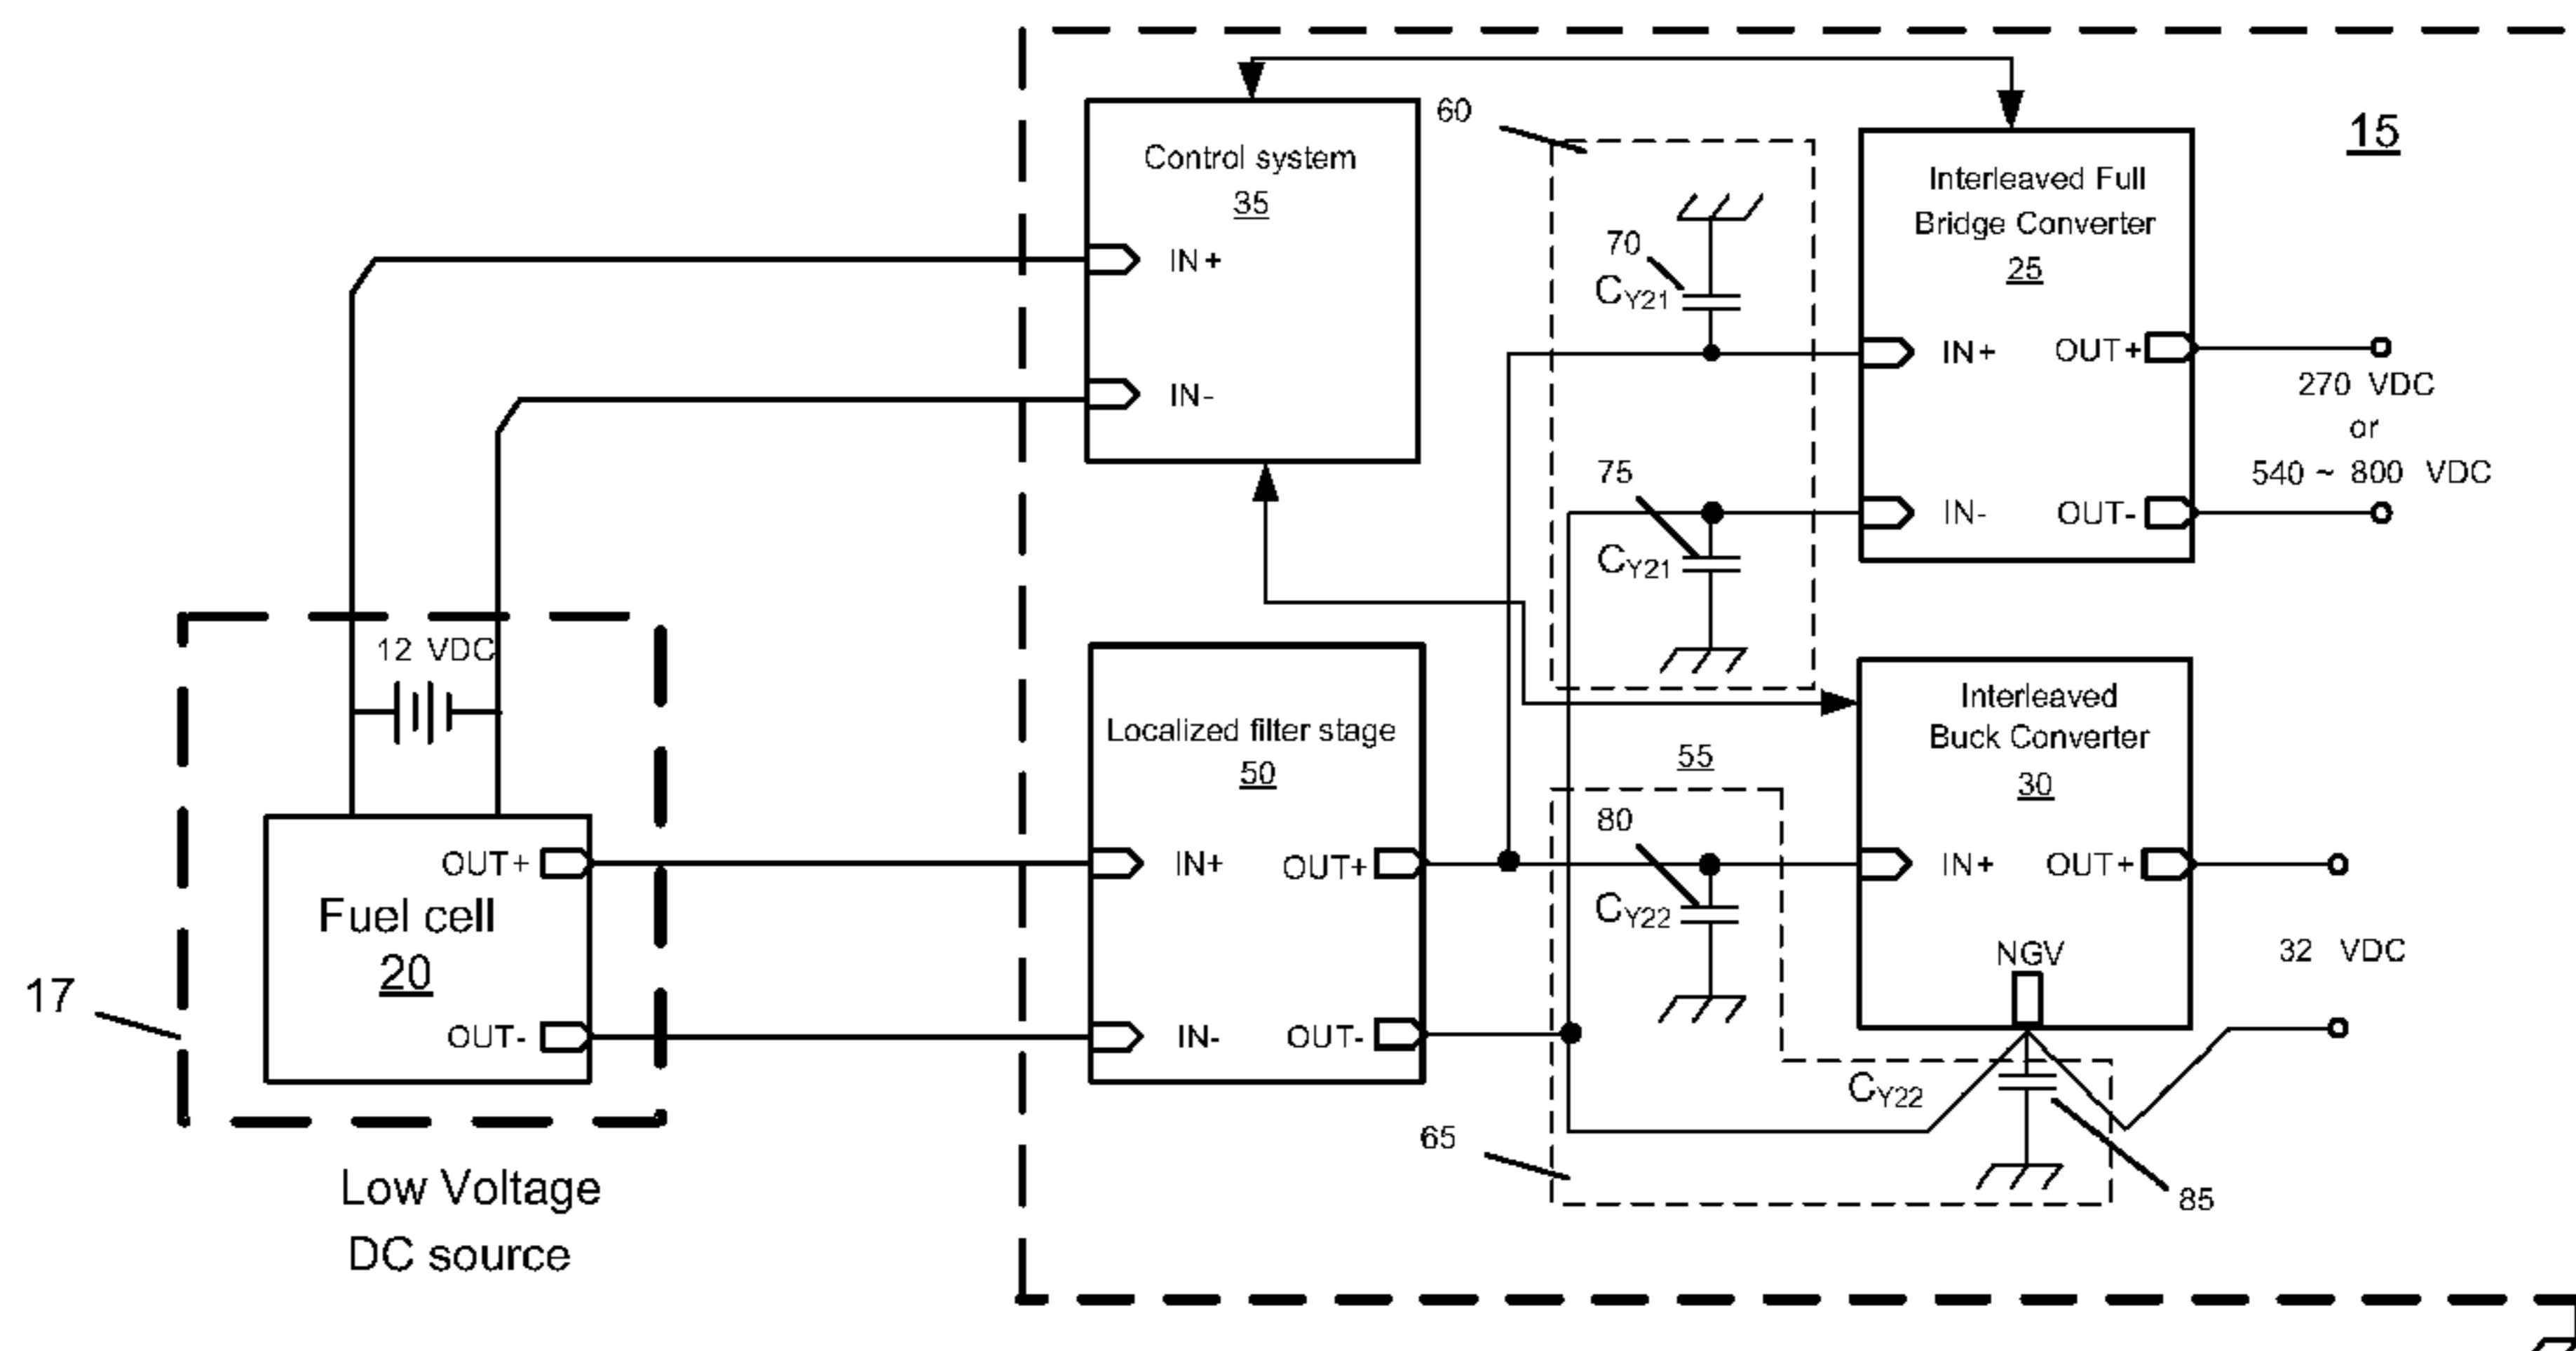 15
Control system
35
IN+
IN-
60
70
CY21
75
CY21
Interleaved Full
Bridge Converter
25
IN+
OUT+
IN-
OUT-
270 VDC
or
540 ~ 800 VDC
12 VDC
Fuel cell
20
OUT+
OUT-
17
Low Voltage
DC source
Localized filter stage
50
IN+
OUT+
IN-
OUT-
55
80
CY22
65
Interleaved
Buck Converter
30
IN+
OUT+
NGV
32 VDC
CY22
85